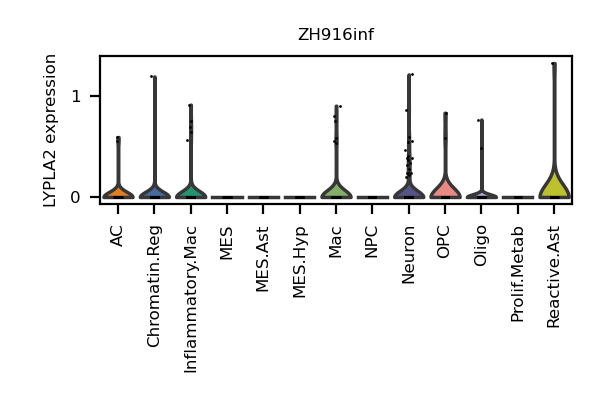 ZH916inf
LYPLA2 expression
1
0
AC
Chromatin.Reg
Inflammatory.Mac
MES
MES.Ast
MES.Hyp
Mac
NPC
Neuron
OPC
Oligo
Prolif.Metab
Reactive.Ast